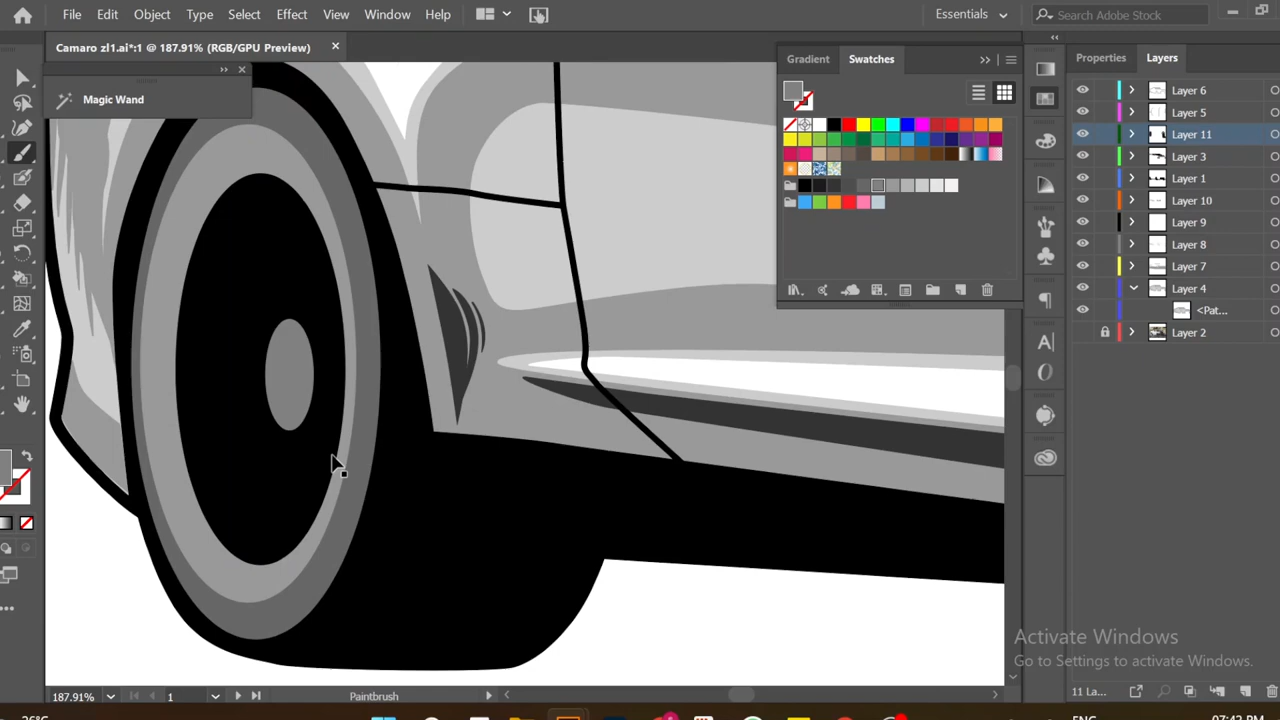 File Edit Object Type Select Effect View Window Help
Essentials
Search Adobe Stock
Camaro zl1.ai*:1 @ 187.91% (RGB/GPU Preview)
Magic Wand
Gradient Swatches
Properties Layers
Layer 6
Layer 5
Layer 11
Layer 3
Layer 1
Layer 10
Layer 9
Layer 8
Layer 7
Layer 4
<Pat...
Layer 2
Activate Windows
Go to Settings to activate Windows.
187.91%
1
Paintbrush
11 La...